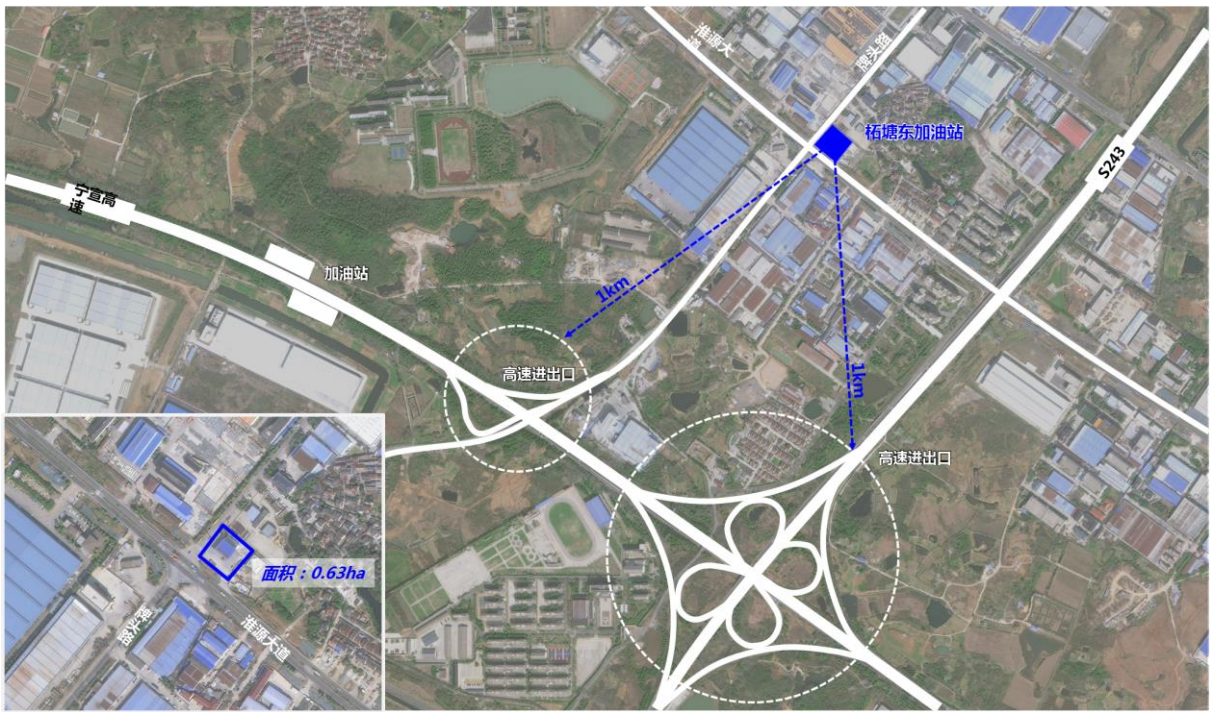 淮源大
道
牌头路
柘塘东加油站
S243
宁宣高
速
加油站
1km
1km
高速进出口
高速进出口
面积：0.63ha
牌头路
淮源大道